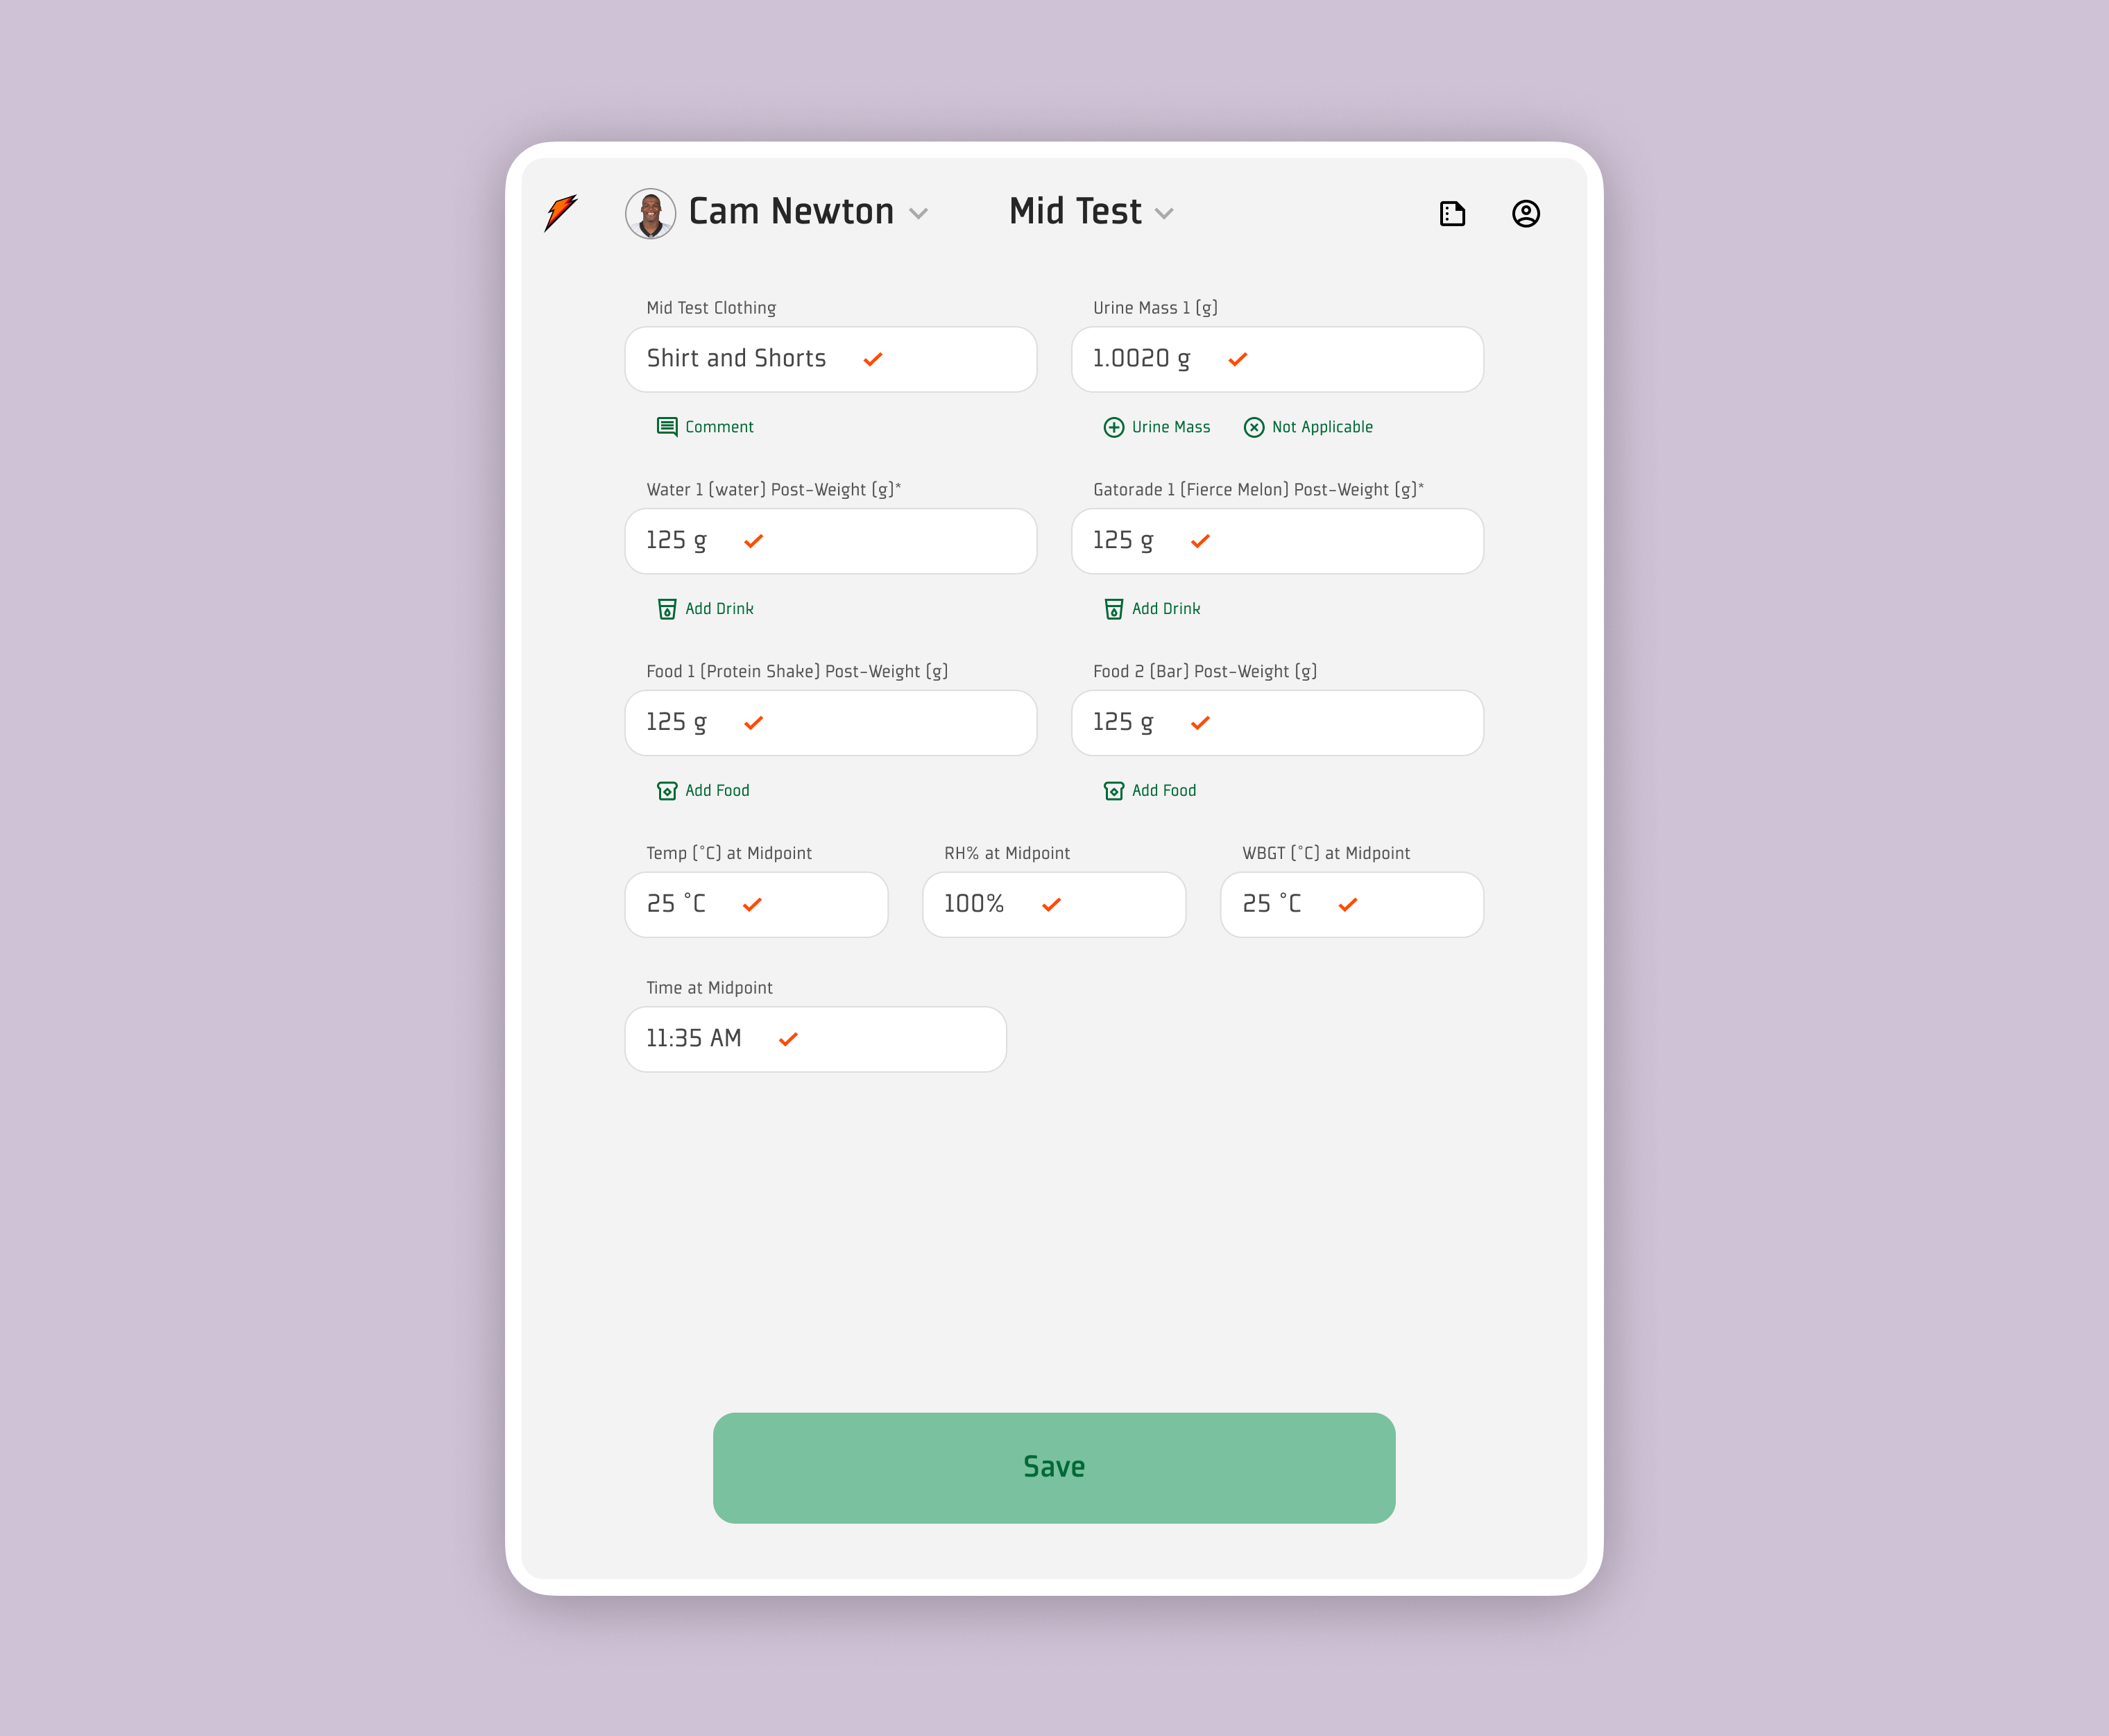 Cam Newton
Mid Test
Mid Test Clothing
Urine Mass 1 (g)
Shirt and Shorts
1.0020 g
Comment
Urine Mass
Not Applicable
Water 1 (water) Post-Weight (g)*
Gatorade 1 (Fierce Melon) Post-Weight (g)*
125 g
125 g
Add Drink
Add Drink
Food 1 (Protein Shake) Post-Weight (g)
Food 2 (Bar) Post-Weight (g)
125 g
125 g
Add Food
Add Food
Temp (°C) at Midpoint
RH% at Midpoint
WBGT (°C) at Midpoint
25 °C
100%
25 °C
Time at Midpoint
11:35 AM
Save